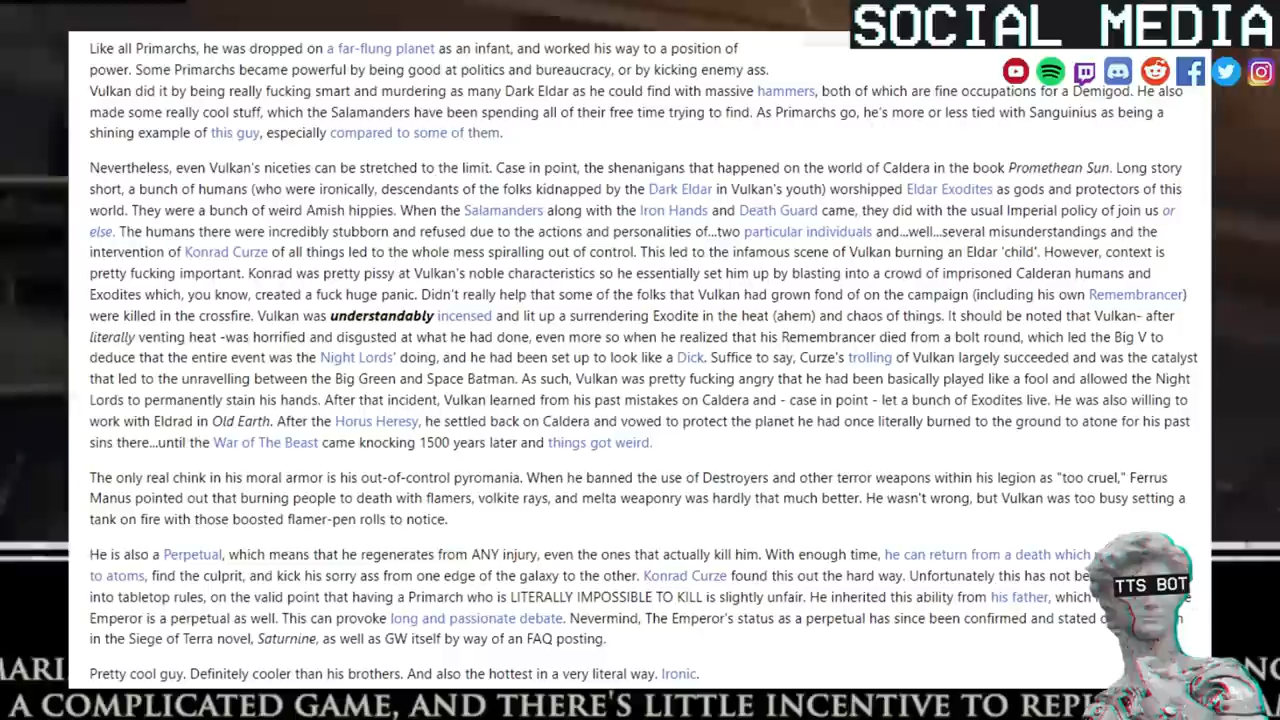 SOCIAL MEDIA
Like all Primarchs, he was dropped on a far-flung planet as an infant, and worked his way to a position of
power. Some Primarchs became powerful by being good at politics and bureaucracy, or by kicking enemy ass.
Vulkan did it by being really fucking smart and murdering as many Dark Eldar as he could find with massive hammers, both of which are fine occupations for a Demigod. He also
made some really cool stuff, which the Salamanders have been spending all of their free time trying to find. As Primarchs go, he's more or less tied with Sanguinius as being a
shining example of this guy, especially compared to some of them.
Nevertheless, even Vulkan's niceties can be stretched to the limit. Case in point, the shenanigans that happened on the world of Caldera in the book Promethean Sun. Long story
short, a bunch of humans (who were ironically, descendants of the folks kidnapped by the Dark Eldar in Vulkan's youth) worshipped Eldar Exodites as gods and protectors of this
world. They were a bunch of weird Amish hippies. When the Salamanders along with the Iron Hands and Death Guard came, they did with the usual Imperial policy of join us or
else. The humans there were incredibly stubborn and refused due to the actions and personalities of...two particular individuals and...well...several misunderstandings and the
intervention of Konrad Curze of all things led to the whole mess spiralling out of control. This led to the infamous scene of Vulkan burning an Eldar 'child'. However, context is
pretty fucking important. Konrad was pretty pissy at Vulkan's noble characteristics so he essentially set him up by blasting into a crowd of imprisoned Calderan humans and
Exodites which, you know, created a fuck huge panic. Didn't really help that some of the folks that Vulkan had grown fond of on the campaign (including his own Remembrancer)
were killed in the crossfire. Vulkan was understandably incensed and lit up a surrendering Exodite in the heat (ahem) and chaos of things. It should be noted that Vulkan- after
literally venting heat -was horrified and disgusted at what he had done, even more so when he realized that his Remembrancer died from a bolt round, which led the Big V to
deduce that the entire event was the Night Lords' doing, and he had been set up to look like a Dick. Suffice to say, Curze's trolling of Vulkan largely succeeded and was the catalyst
that led to the unravelling between the Big Green and Space Batman. As such, Vulkan was pretty fucking angry that he had been basically played like a fool and allowed the Night
Lords to permanently stain his hands. After that incident, Vulkan learned from his past mistakes on Caldera and - case in point - let a bunch of Exodites live. He was also willing to
work with Eldrad in Old Earth. After the Horus Heresy, he settled back on Caldera and vowed to protect the planet he had once literally burned to the ground to atone for his past
sins there...until the War of The Beast came knocking 1500 years later and things got weird.
The only real chink in his moral armor is his out-of-control pyromania. When he banned the use of Destroyers and other terror weapons within his legion as "too cruel," Ferrus
Manus pointed out that burning people to death with flamers, volkite rays, and melta weaponry was hardly that much better. He wasn't wrong, but Vulkan was too busy setting a
tank on fire with those boosted flamer-pen rolls to notice.
He is also a Perpetual, which means that he regenerates from ANY injury, even the ones that actually kill him. With enough time, he can return from a death which
to atoms, find the culprit, and kick his sorry ass from one edge of the galaxy to the other. Konrad Curze found this out the hard way. Unfortunately this has not be
into tabletop rules, on the valid point that having a Primarch who is LITERALLY IMPOSSIBLE TO KILL is slightly unfair. He inherited this ability from his father, which
Emperor is a perpetual as well. This can provoke long and passionate debate. Nevermind, The Emperor's status as a perpetual has since been confirmed and stated
in the Siege of Terra novel, Saturnine, as well as GW itself by way of an FAQ posting.
Pretty cool guy. Definitely cooler than his brothers. And also the hottest in a very literal way. Ironic.
TTS BOT
A COMPLICATED GAME, AND THERE'S LITTLE INCENTIVE TO